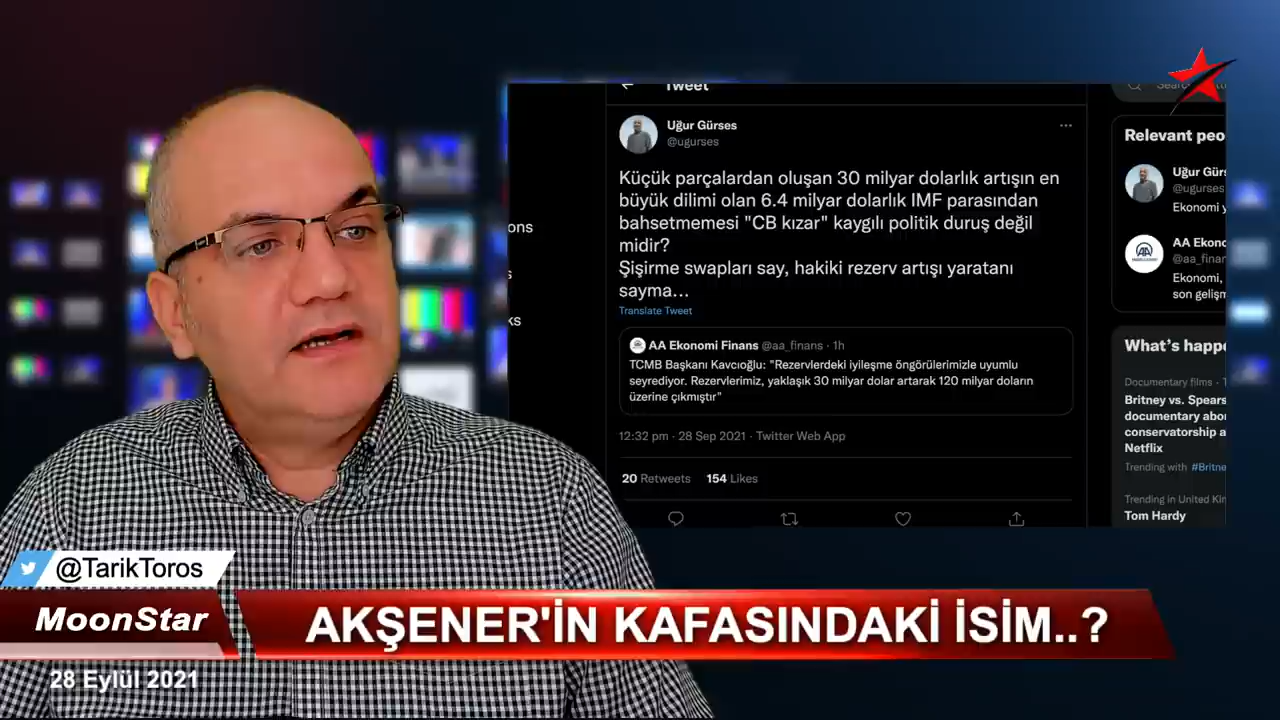 Tweet
Uğur Gürses
@ugurses
Küçük parçalardan oluşan 30 milyar dolarlık artışın en
büyük dilimi olan 6.4 milyar dolarlık IMF parasından
bahsetmemesi "CB kızar" kaygılı politik duruş değil
midir?
Şişirme swapları say, hakiki rezerv artışı yaratanı
sayma...
Translate Tweet
AA Ekonomi Finans @aa_finans · 1h
TCMB Başkanı Kavcıoğlu: "Rezervlerdeki iyileşme öngörülerimizle uyumlu
seyrediyor. Rezervlerimiz, yaklaşık 30 milyar dolar artarak 120 milyar doların
üzerine çıkmıştır"
12:32 pm · 28 Sep 2021 · Twitter Web App
20 Retweets 154 Likes
ons
ks
Relevant peo
Uğur Gürs
@ugurses
Ekonomi y
AA Ekono
@aa_finan
Ekonomi,
son gelişm
What's happe
Documentary films ·
Britney vs. Spears
documentary abo
conservatorship a
Netflix
Trending with #Britne
Trending in United Kin
Tom Hardy
@TarikToros
MoonStar
AKŞENER'İN KAFASINDAKİ İSİM..?
28 Eylül 2021